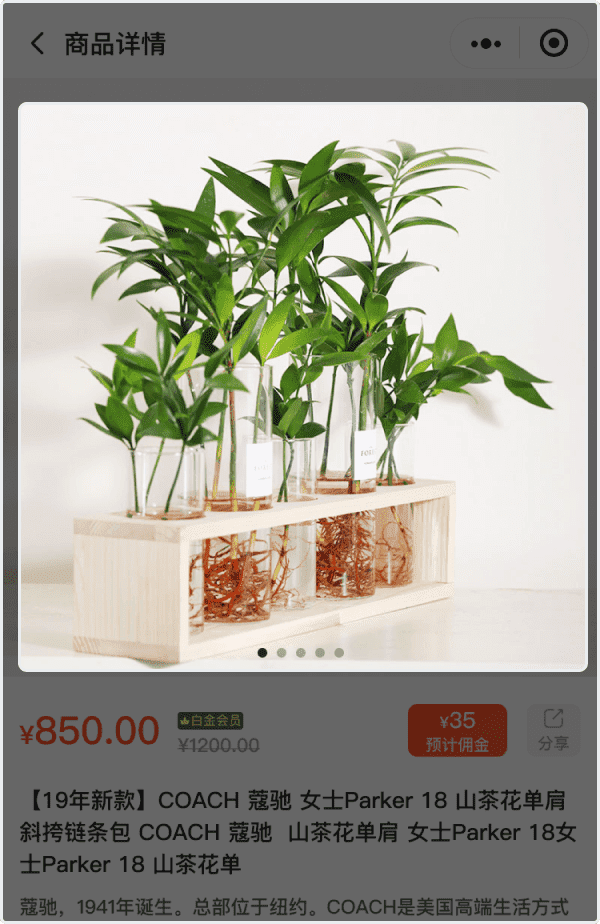 商品详情
¥850.00
白金会员
¥1200.00
¥35
预计佣金
分享
【19年新款】COACH 蔻驰 女士Parker 18 山茶花单肩
斜挎链条包 COACH 蔻驰  山茶花单肩 女士Parker 18女
士Parker 18 山茶花单
蔻驰，1941年诞生。总部位于纽约。COACH是美国高端生活方式